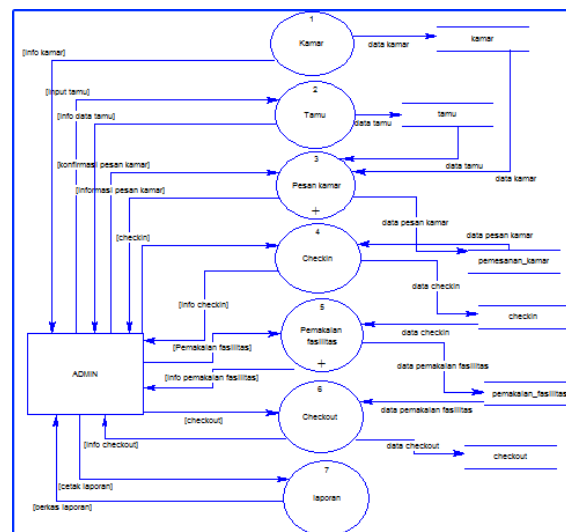 1
Kamar
data kamar
kamar
[info kamar]
[input tamu]
2
[info data tamu]
Tamu
data tamu
tamu
[konfirmasi pesan kamar]
3
data tamu
data kamar
[informasi pesan kamar]
Pesan kamar
+
data pesan kamar
[checkin]
4
data pesan kamar
Checkin
pemesanan_kamar
[info checkin]
data checkin
checkin
5
Pemakaian
fasilitas
data checkin
[Pemakaian fasilitas]
+
ADMIN
[info pemakaian fasilitas]
data pemakaian fasilitas
6
pemakaian_fasilitas
[checkout]
Checkout
data pemakaian fasilitas
[info checkout]
data checkout
checkout
7
[cetak laporan]
laporan
[berkas laporan]